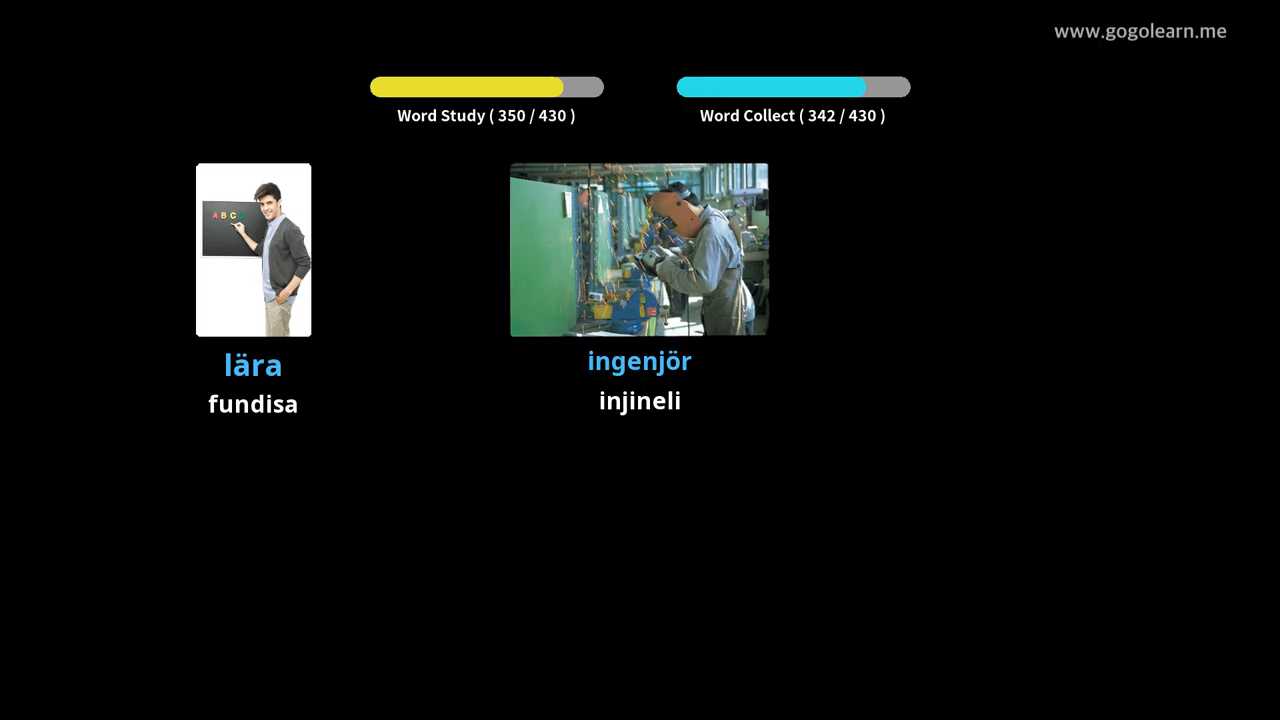 www.gogolearn.me
Word Study ( 350 / 430 )
Word Collect ( 342 / 430 )
A B C D
lära
fundisa
ingenjör
injineli